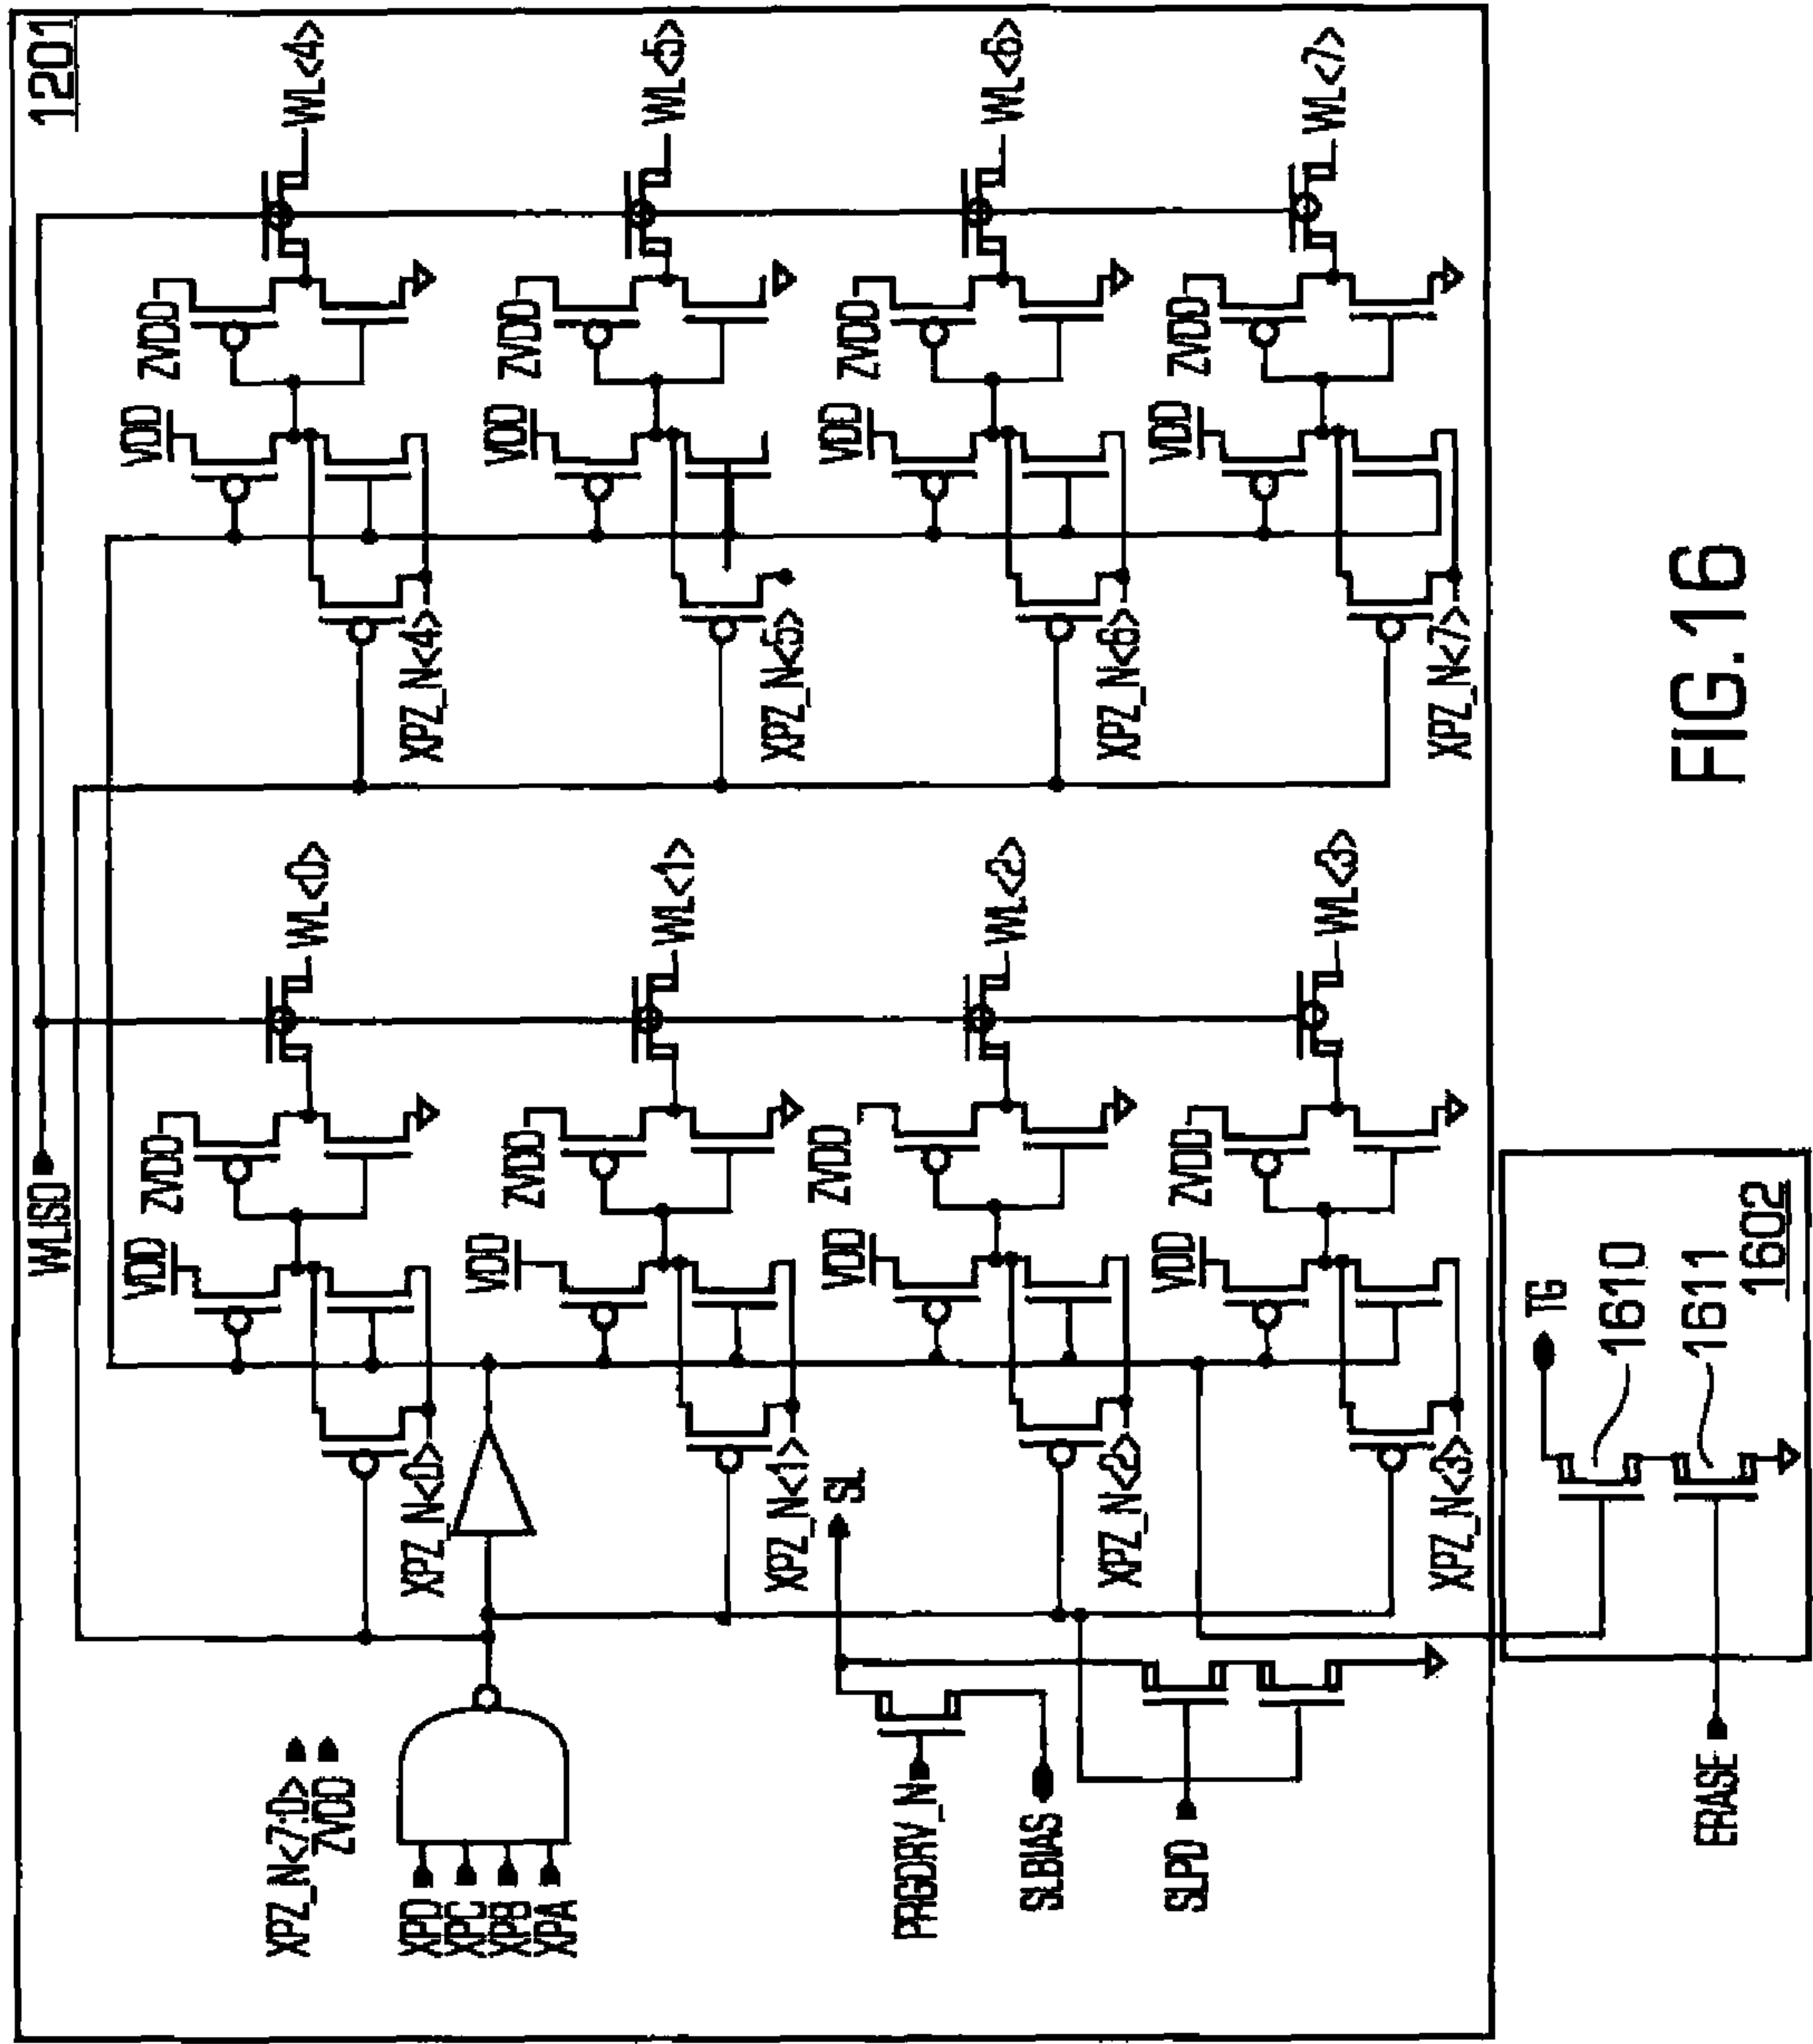 1201
WLISO
XPZ_N<7:0>
ZVDD
XPD
XPC
XPB
XPA
VDD
ZVDD
WL<0>
XPZ_N<0>
VDD
ZVDD
WL<4>
XPZ_N<4>
VDD
ZVDD
WL<1>
XPZ_N<1>
VDD
ZVDD
WL<5>
XPZ_N<5>
SL
PRGDRV_N
VDD
ZVDD
WL<2>
XPZ_N<2>
VDD
ZVDD
WL<6>
XPZ_N<6>
SLBIAS
SLPD
VDD
ZVDD
WL<3>
XPZ_N<3>
VDD
ZVDD
WL<7>
XPZ_N<7>
TG
1610
1611
1602
ERASE
FIG. 16